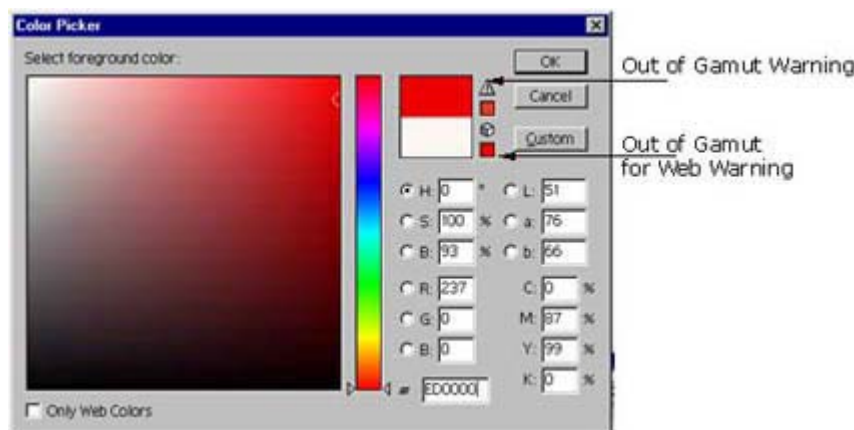 Color Picker
Select foreground color:
OK
Cancel
Custom
Out of Gamut Warning
Out of Gamut
for Web Warning
H: 0 °
S: 100 %
B: 93 %
L: 51
a: 76
b: 66
R: 237
G: 0
B: 0
C: 0 %
M: 87 %
Y: 99 %
K: 0 %
# ED0000
Only Web Colors